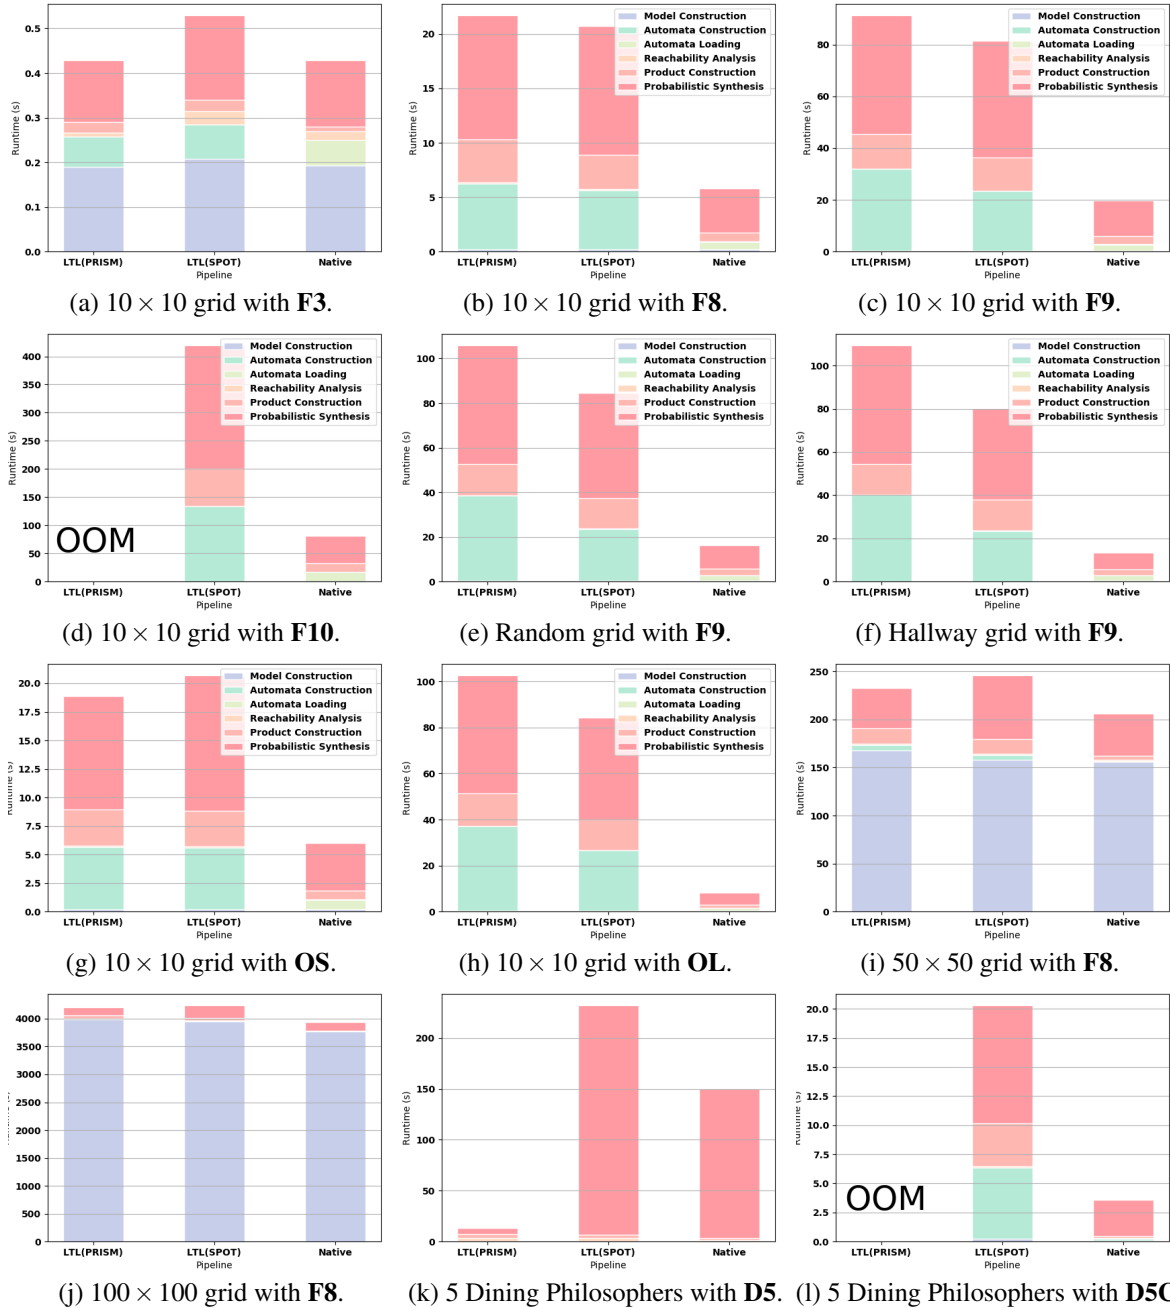 0.5
0.4
0.3
0.2
0.1
0.0
Runtime (s)
LTL(PRISM) LTL(SPOT) Native
Pipeline
(a) 10 × 10 grid with F3.
20
15
10
5
0
Runtime (s)
Model Construction
Automata Construction
Automata Loading
Reachability Analysis
Product Construction
Probabilistic Synthesis
LTL(PRISM) LTL(SPOT) Native
Pipeline
(b) 10 × 10 grid with F8.
80
60
40
20
0
Runtime (s)
Model Construction
Automata Construction
Automata Loading
Reachability Analysis
Product Construction
Probabilistic Synthesis
LTL(PRISM) LTL(SPOT) Native
Pipeline
(c) 10 × 10 grid with F9.
400
350
300
250
200
150
100
50
0
Runtime (s)
Model Construction
Automata Construction
Automata Loading
Reachability Analysis
Product Construction
Probabilistic Synthesis
OOM
LTL(PRISM) LTL(SPOT) Native
Pipeline
(d) 10 × 10 grid with F10.
100
80
60
40
20
0
Runtime (s)
Model Construction
Automata Construction
Automata Loading
Reachability Analysis
Product Construction
Probabilistic Synthesis
LTL(PRISM) LTL(SPOT) Native
Pipeline
(e) Random grid with F9.
100
80
60
40
20
0
Runtime (s)
Model Construction
Automata Construction
Automata Loading
Reachability Analysis
Product Construction
Probabilistic Synthesis
LTL(PRISM) LTL(SPOT) Native
Pipeline
(f) Hallway grid with F9.
20.0
17.5
15.0
12.5
10.0
7.5
5.0
2.5
0.0
Runtime (s)
Model Construction
Automata Construction
Automata Loading
Reachability Analysis
Product Construction
Probabilistic Synthesis
LTL(PRISM) LTL(SPOT) Native
Pipeline
(g) 10 × 10 grid with OS.
100
80
60
40
20
0
Runtime (s)
Model Construction
Automata Construction
Automata Loading
Reachability Analysis
Product Construction
Probabilistic Synthesis
LTL(PRISM) LTL(SPOT) Native
Pipeline
(h) 10 × 10 grid with OL.
250
200
150
100
50
0
Runtime (s)
LTL(PRISM) LTL(SPOT) Native
Pipeline
(i) 50 × 50 grid with F8.
4000
3500
3000
2500
2000
1500
1000
500
0
LTL(PRISM) LTL(SPOT) Native
Pipeline
(j) 100 × 100 grid with F8.
200
150
100
50
0
Runtime (s)
LTL(PRISM) LTL(SPOT) Native
Pipeline
(k) 5 Dining Philosophers with D5.
20.0
17.5
15.0
12.5
10.0
7.5
5.0
2.5
0.0
OOM
LTL(PRISM) LTL(SPOT) Native
Pipeline
(l) 5 Dining Philosophers with